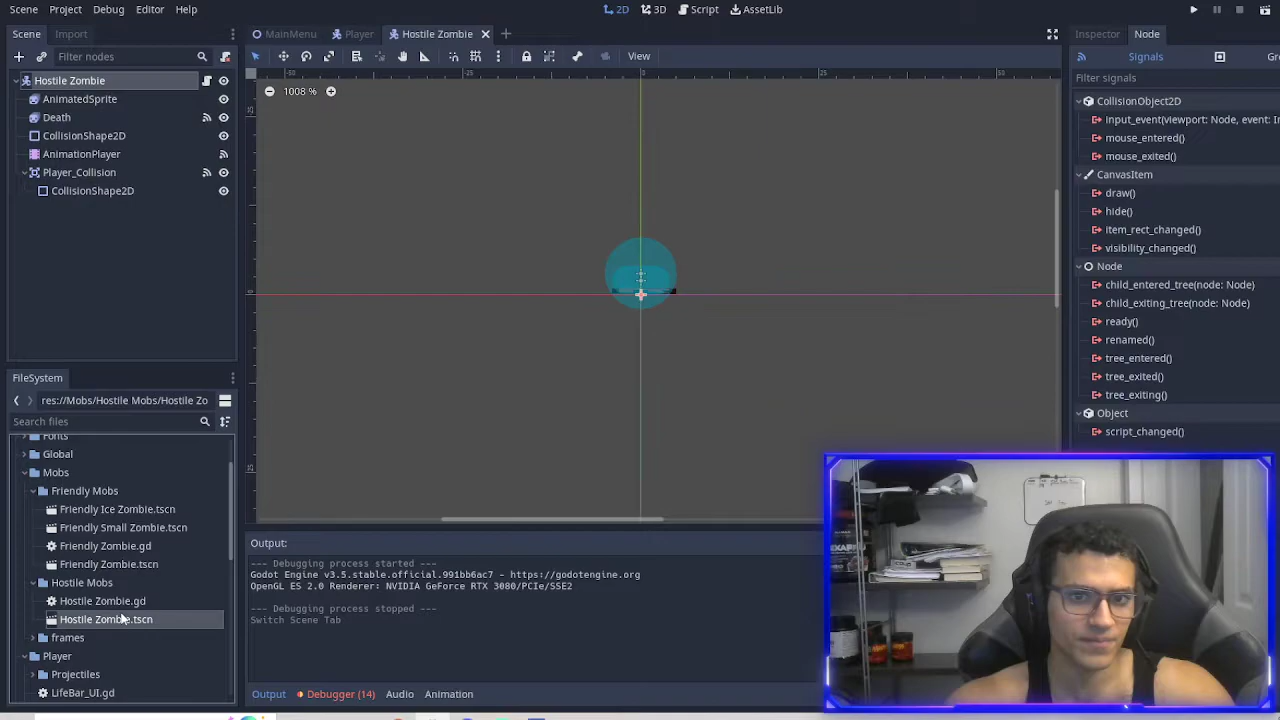 Scene Project Debug Editor Help
2D 3D Script AssetLib
Scene Import
MainMenu Player Hostile Zombie
Inspector Node
Filter nodes
View
Signals Gr
1008 %
Filter signals
Hostile Zombie
AnimatedSprite
Death
CollisionShape2D
AnimationPlayer
Player_Collision
CollisionShape2D
CollisionObject2D
input_event(viewport: Node, event: In
mouse_entered()
mouse_exited()
CanvasItem
draw()
hide()
item_rect_changed()
visibility_changed()
Node
child_entered_tree(node: Node)
child_exiting_tree(node: Node)
ready()
renamed()
tree_entered()
tree_exited()
tree_exiting()
Object
script_changed()
FileSystem
res://Mobs/Hostile Mobs/Hostile Zo
Search files
Fonts
Global
Mobs
Friendly Mobs
Friendly Ice Zombie.tscn
Friendly Small Zombie.tscn
Friendly Zombie.gd
Friendly Zombie.tscn
Hostile Mobs
Hostile Zombie.gd
Hostile Zombie.tscn
frames
Player
Projectiles
LifeBar_UI.gd
Output:
--- Debugging process started ---
Godot Engine v3.5.stable.official.991bb6ac7 - https://godotengine.org
OpenGL ES 2.0 Renderer: NVIDIA GeForce RTX 3080/PCIe/SSE2
--- Debugging process stopped ---
Switch Scene Tab
Output Debugger (14) Audio Animation